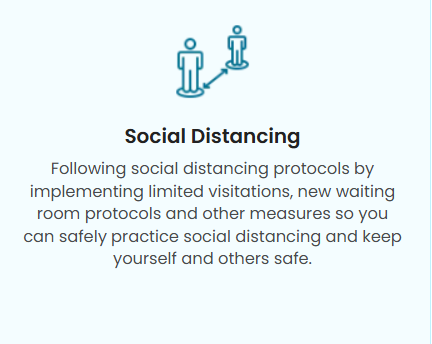 Social Distancing
Following social distancing protocols by
implementing limited visitations, new waiting
room protocols and other measures so you
can safely practice social distancing and keep
yourself and others safe.